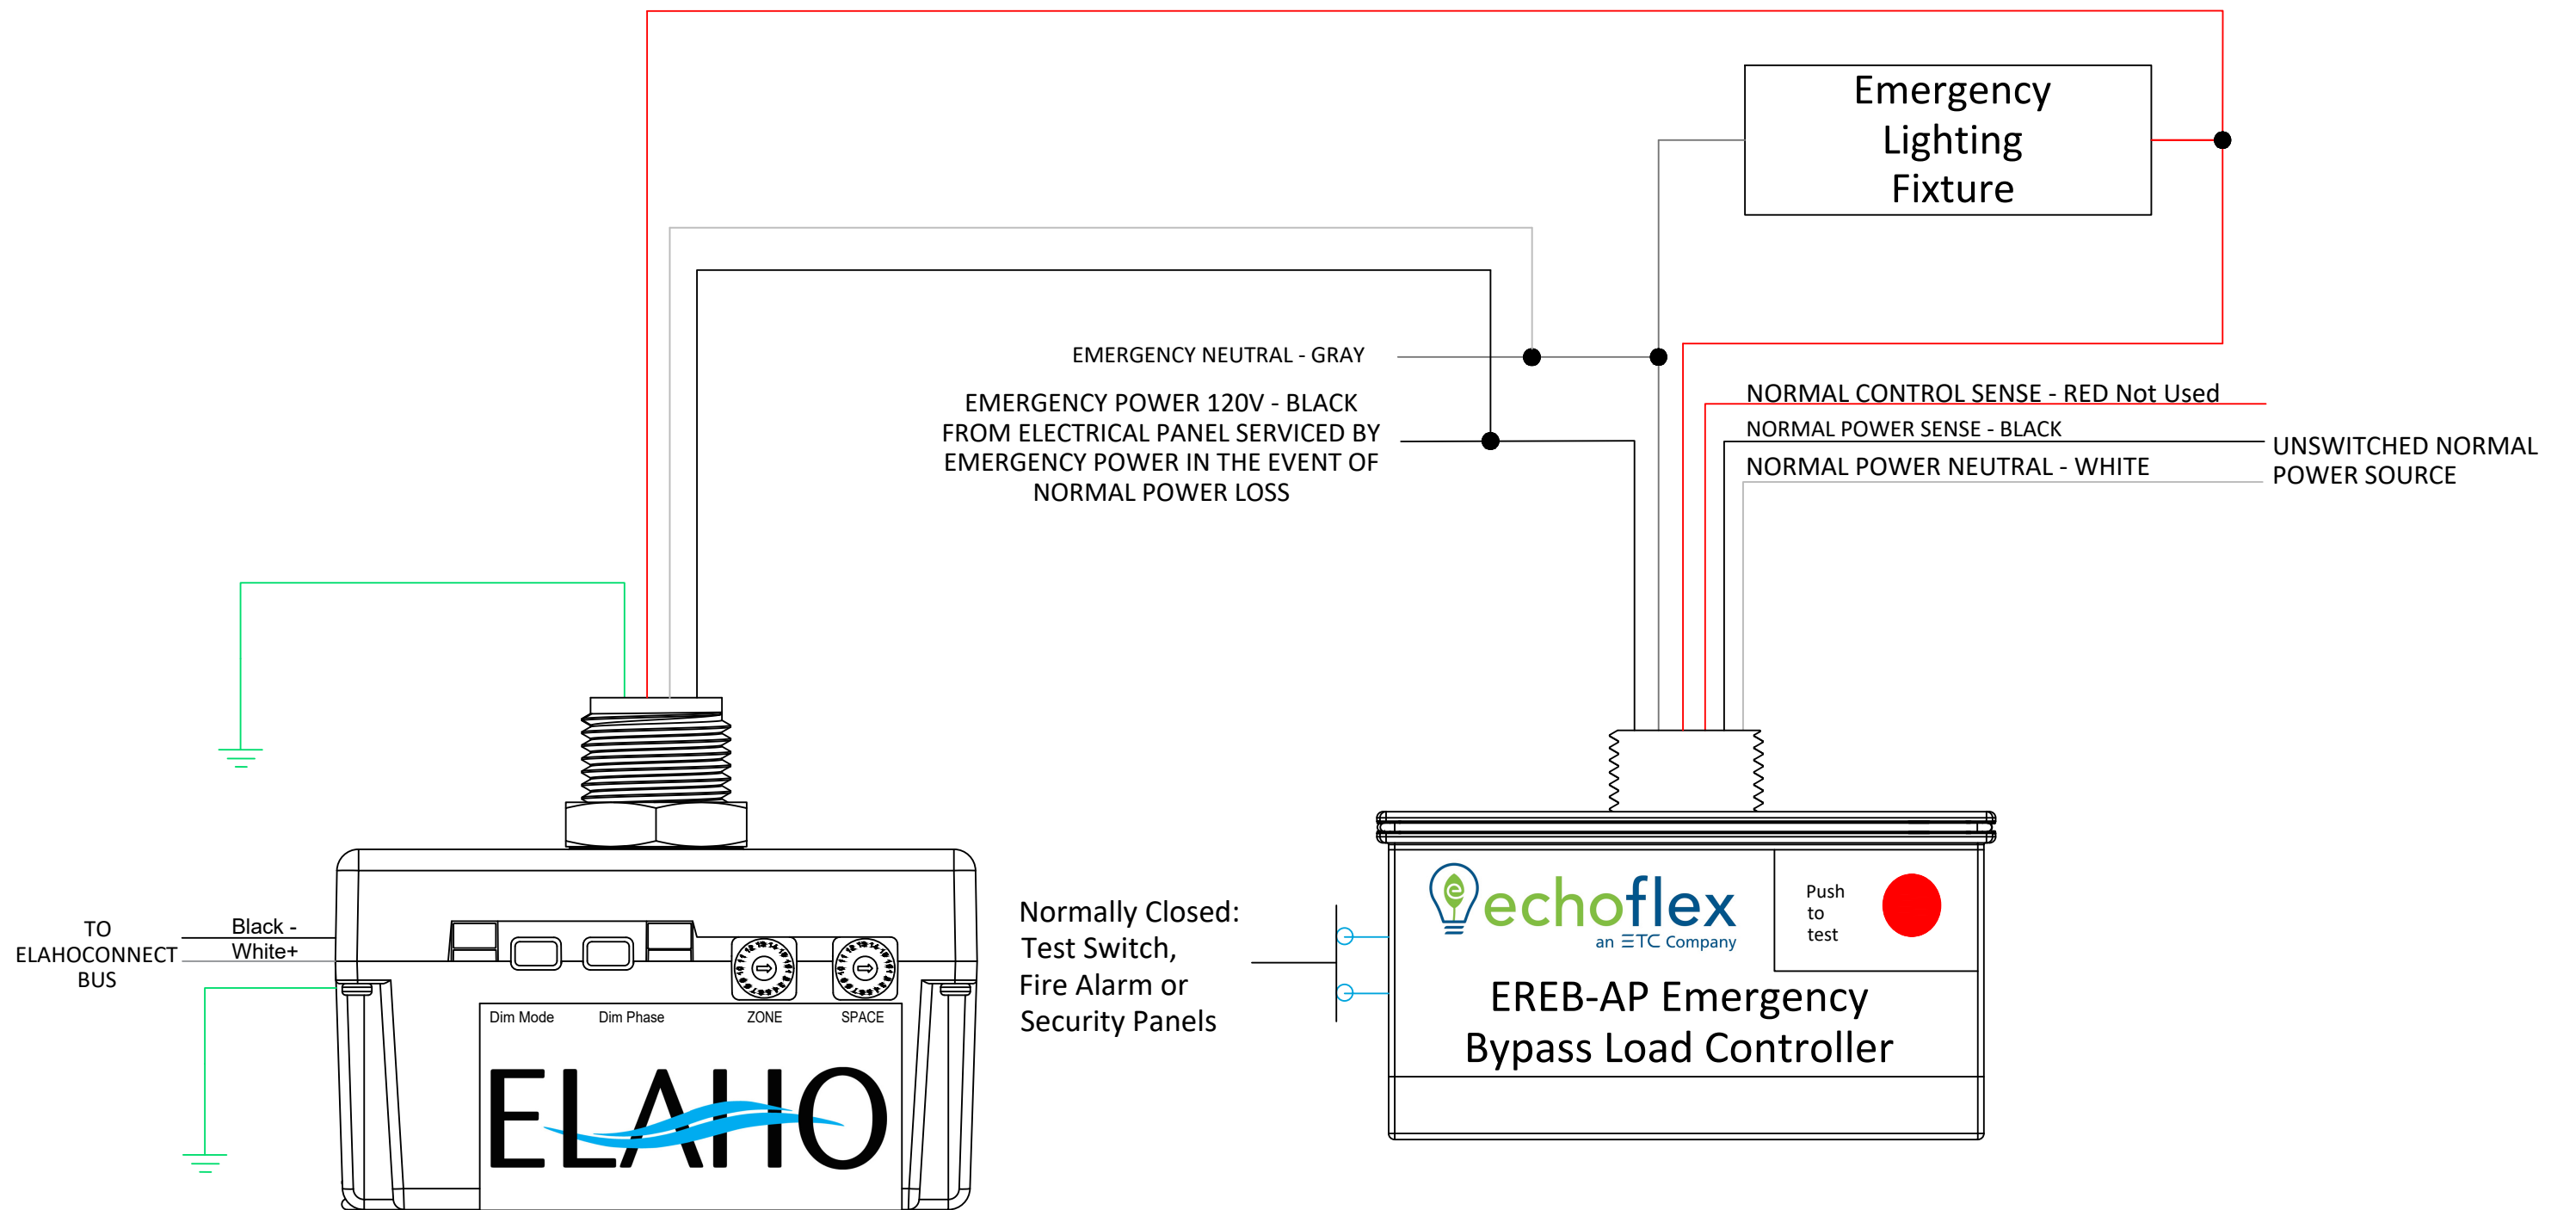 Emergency
Lighting
Fixture
EMERGENCY NEUTRAL - GRAY
EMERGENCY POWER 120V - BLACK
FROM ELECTRICAL PANEL SERVICED BY
EMERGENCY POWER IN THE EVENT OF
NORMAL POWER LOSS
NORMAL CONTROL SENSE - RED Not Used
NORMAL POWER SENSE - BLACK
NORMAL POWER NEUTRAL - WHITE
UNSWITCHED NORMAL
POWER SOURCE
TO
ELAHOCONNECT
BUS
Black -
White+
Dim Mode
Dim Phase
ZONE
SPACE
ELAHO
Normally Closed:
Test Switch,
Fire Alarm or
Security Panels
e echoflex
an ETC Company
Push
to
test
EREB-AP Emergency
Bypass Load Controller